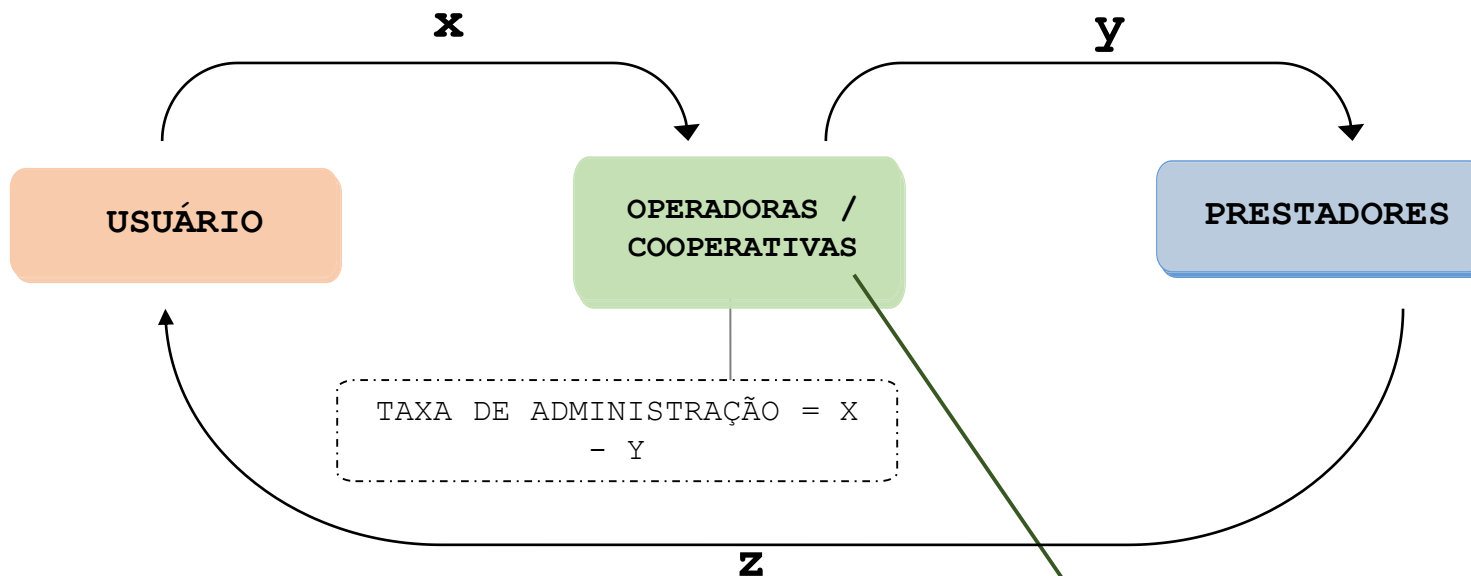 x
y
USUÁRIO
OPERADORAS /
COOPERATIVAS
PRESTADORES
TAXA DE ADMINISTRAÇÃO = X
- Y
z